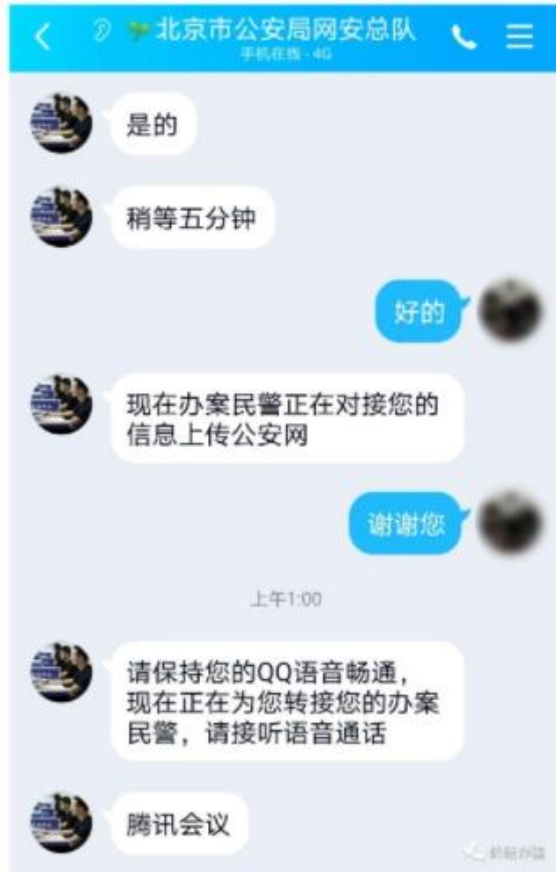 北京市公安局网安总队
手机在线 - 4G
是的
稍等五分钟
好的
现在办案民警正在对接您的
信息上传公安网
谢谢您
上午1:00
请保持您的QQ语音畅通，
现在正在为您转接您的办案
民警，请接听语音通话
腾讯会议